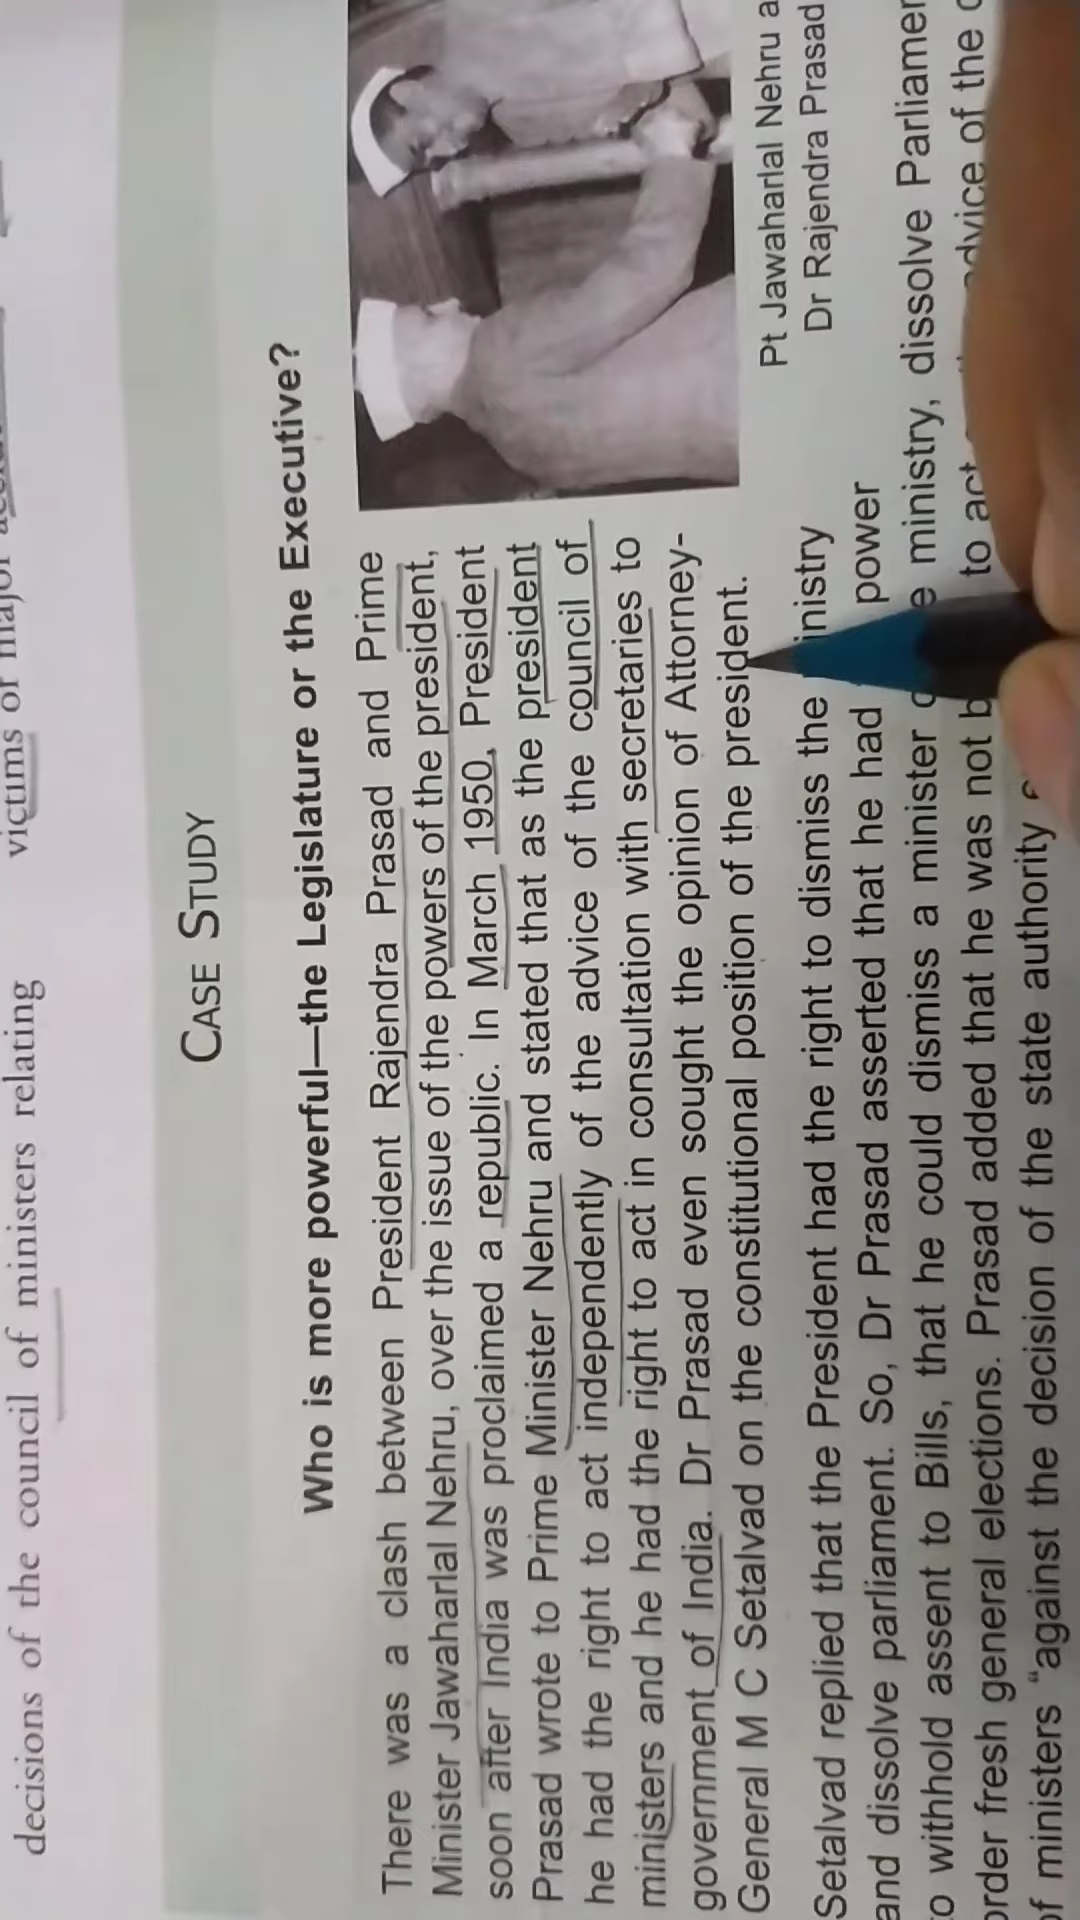 decisions of the council of ministers relating
victims of major
CASE STUDY
Who is more powerful—the Legislature or the Executive?
There was a clash between President Rajendra Prasad and Prime
Minister Jawaharlal Nehru, over the issue of the powers of the president,
soon after India was proclaimed a republic. In March 1950, President
Prasad wrote to Prime Minister Nehru and stated that as the president
he had the right to act independently of the advice of the council of
ministers and he had the right to act in consultation with secretaries to
government of India. Dr Prasad even sought the opinion of Attorney-
General M C Setalvad on the constitutional position of the president.
Pt Jawaharlal Nehru a
Dr Rajendra Prasad
Setalvad replied that the President had the right to dismiss the ministry
and dissolve parliament. So, Dr Prasad asserted that he had power
to withhold assent to Bills, that he could dismiss a minister ministry, dissolve Parliamen
order fresh general elections. Prasad added that he was not to act advice of the
of ministers "against the decision of the state authority